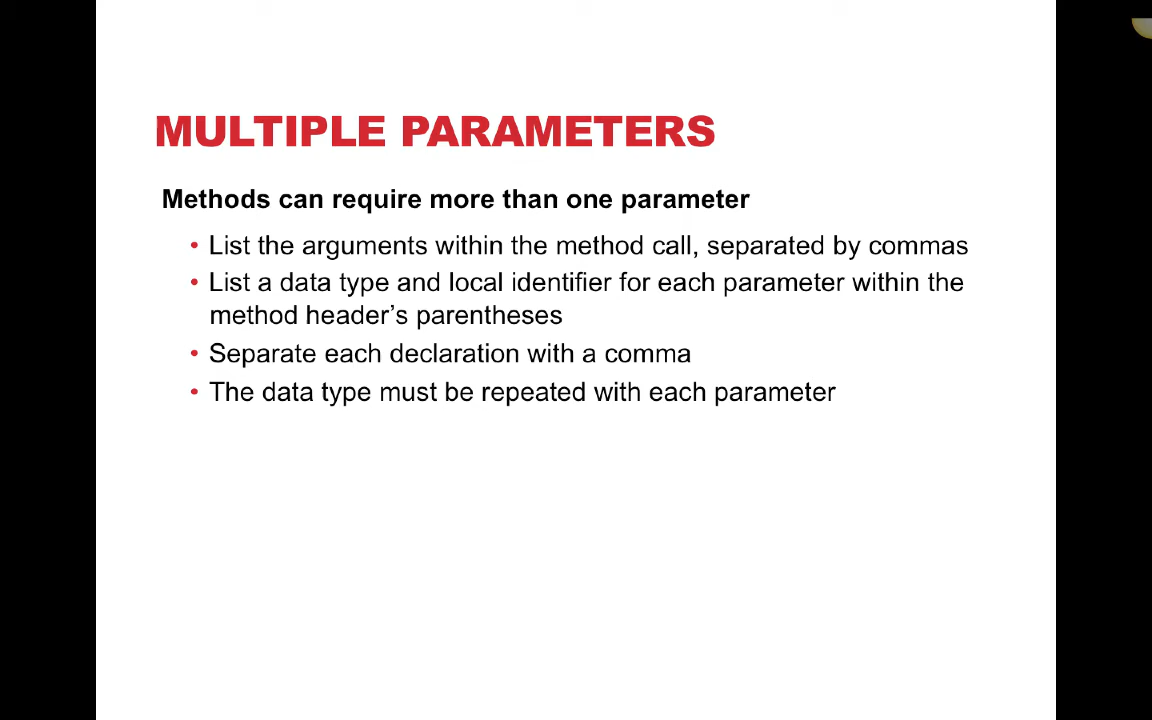 MULTIPLE PARAMETERS
Methods can require more than one parameter
• List the arguments within the method call, separated by commas
• List a data type and local identifier for each parameter within the
method header’s parentheses
• Separate each declaration with a comma
• The data type must be repeated with each parameter